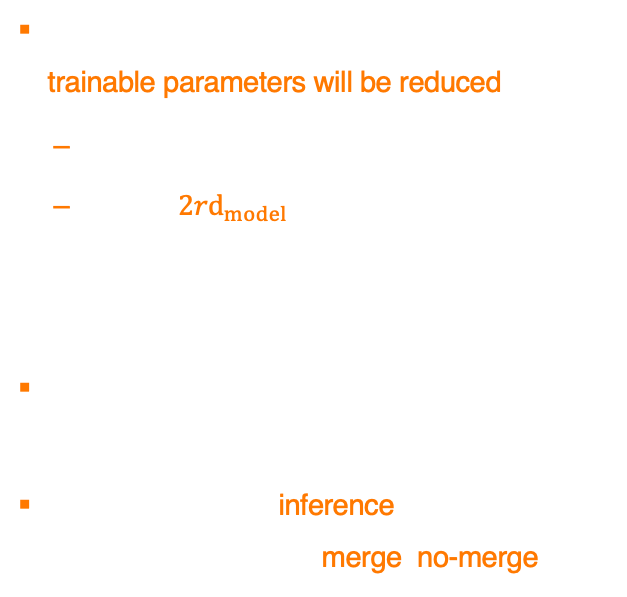 ▪
trainable parameters will be reduced
–
– 2rd_model
▪
▪ inference
merge no-merge